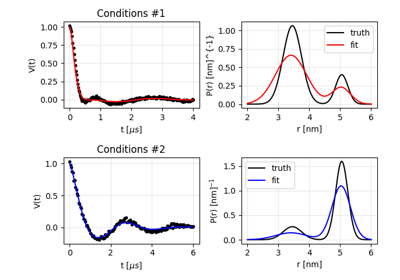 Conditions #1
V(t)
1.00
0.75
0.50
0.25
0.00
0 1 2 3 4
t [μs]
P(r) [nm]^{-1}
1.00
0.75
0.50
0.25
0.00
truth
fit
2 3 4 5 6
r [nm]
Conditions #2
V(t)
1.0
0.5
0.0
0 2 4 6
t [μs]
P(r) [nm]⁻¹
1.5
1.0
0.5
0.0
truth
fit
2 3 4 5 6
r [nm]